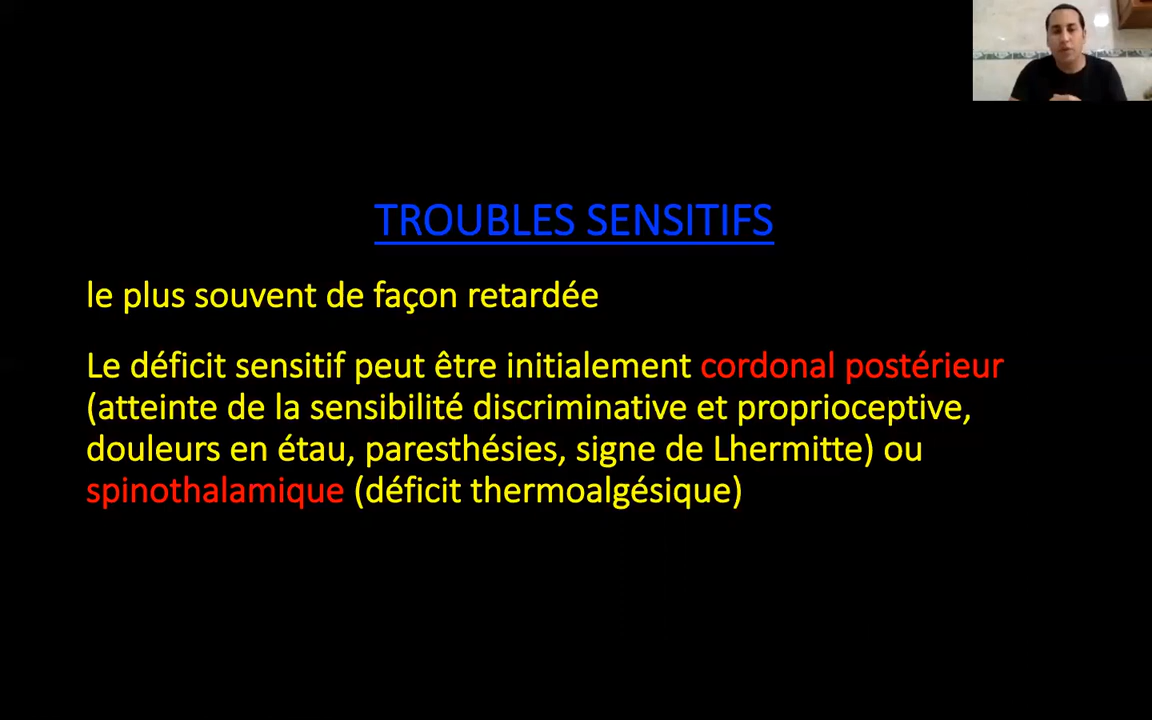 TROUBLES SENSITIFS
le plus souvent de façon retardée
Le déficit sensitif peut être initialement cordonal postérieur
(atteinte de la sensibilité discriminative et proprioceptive,
douleurs en étau, paresthésies, signe de Lhermitte) ou
spinothalamique (déficit thermoalgésique)